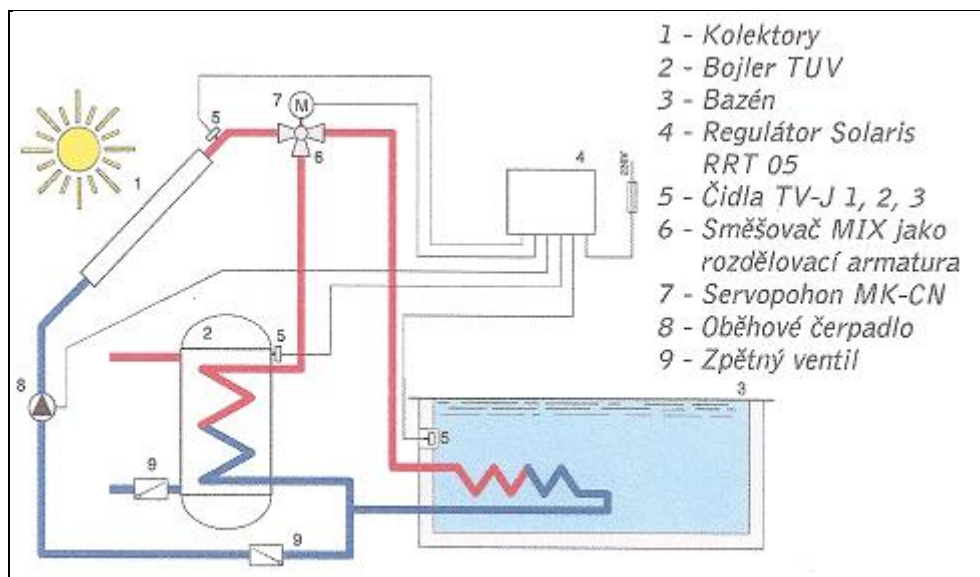 1 - Kolektory
2 - Bojler TUV
3 - Bazén
4 - Regulátor Solaris
RRT 05
5 - Čidla TV-J 1, 2, 3
6 - Směšovač MIX jako
rozdělovací armatura
7 - Servopohon MK-CN
8 - Oběhové čerpadlo
9 - Zpětný ventil
7
M
5
6
4
230V
1
2
5
8
3
5
9
9